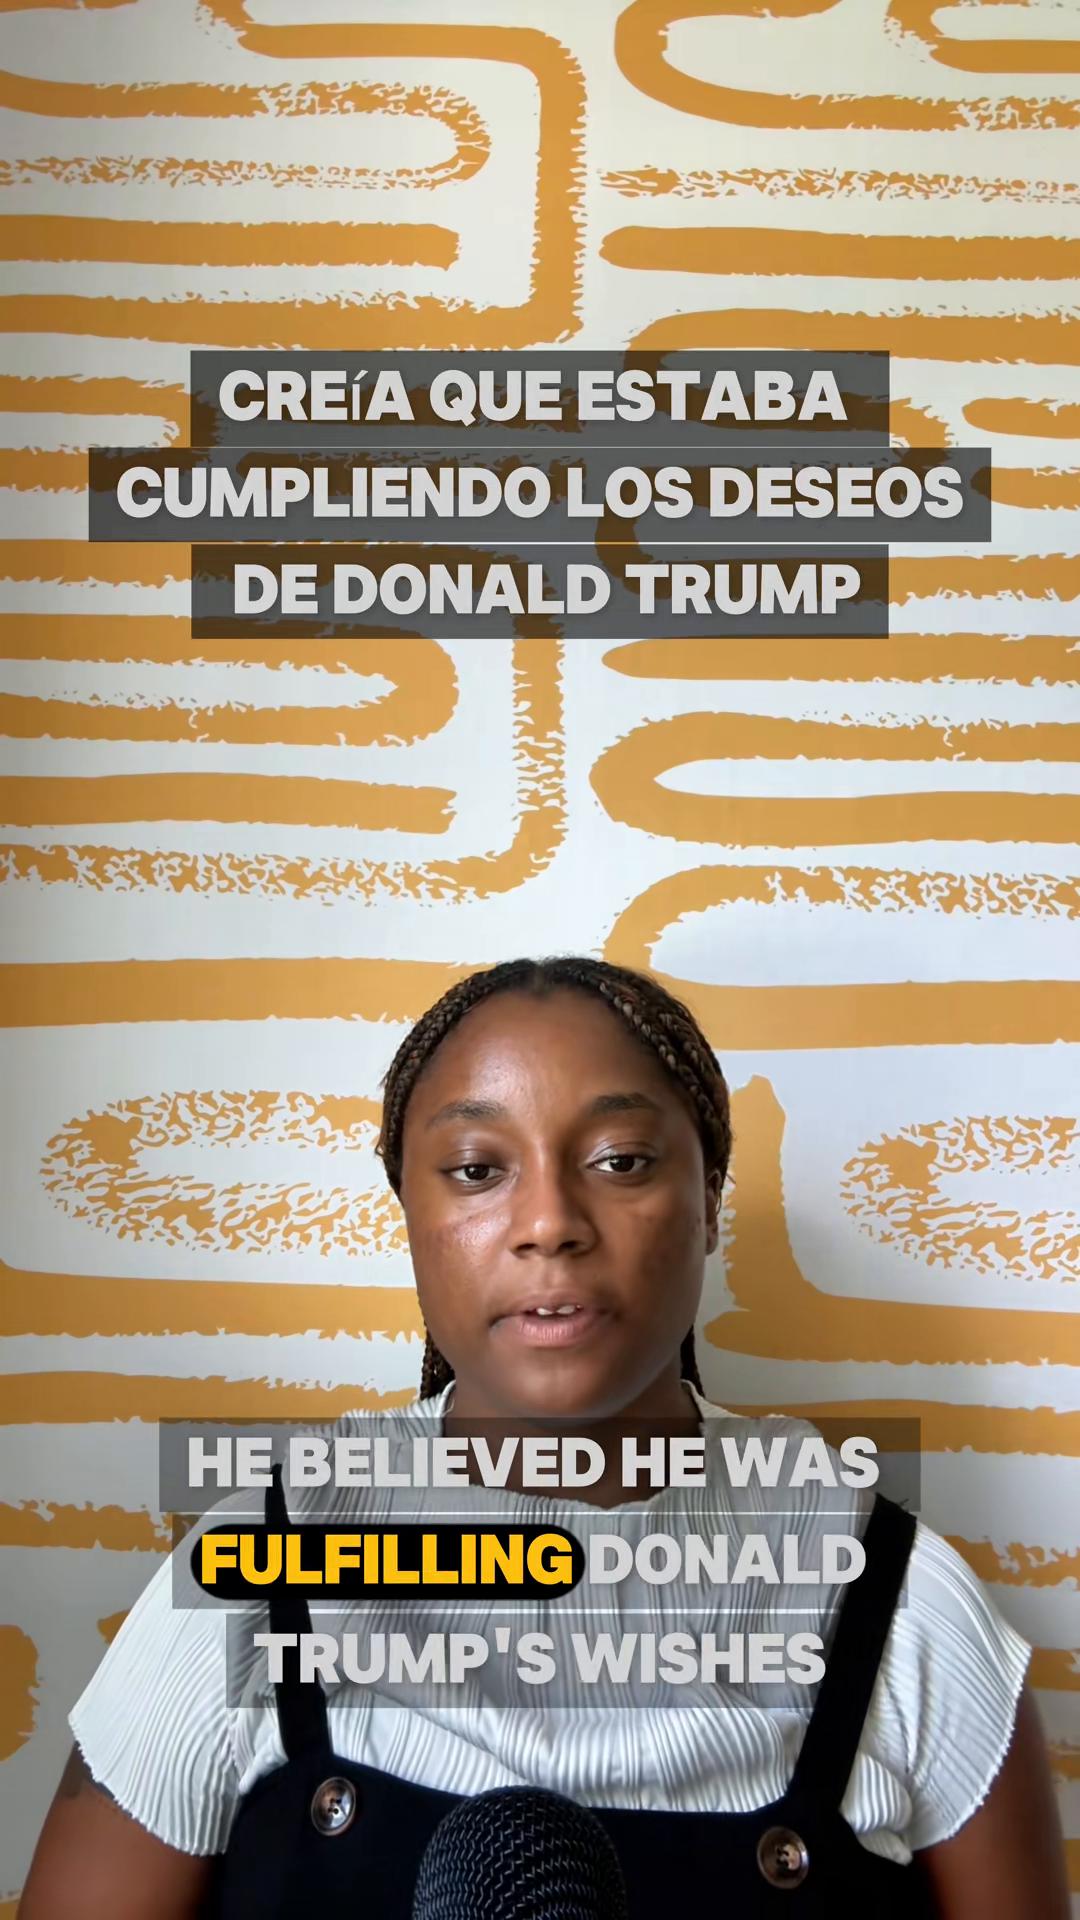 CREíA QUE ESTABA
CUMPLIENDO LOS DESEOS
DE DONALD TRUMP
HE BELIEVED HE WAS
FULFILLING DONALD
TRUMP'S WISHES